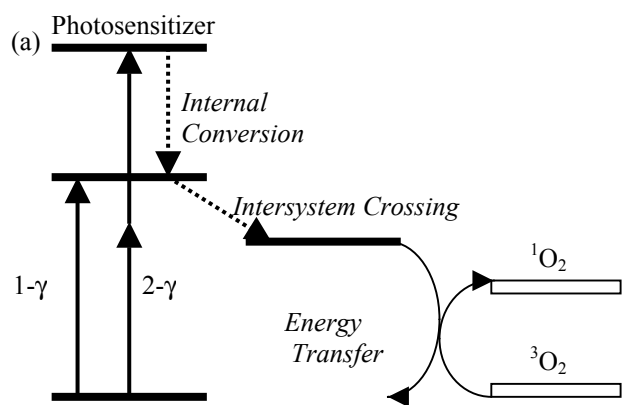 Photosensitizer
(a)
Internal
Conversion
Intersystem Crossing
1-γ
2-γ
Energy
Transfer
¹O₂
³O₂